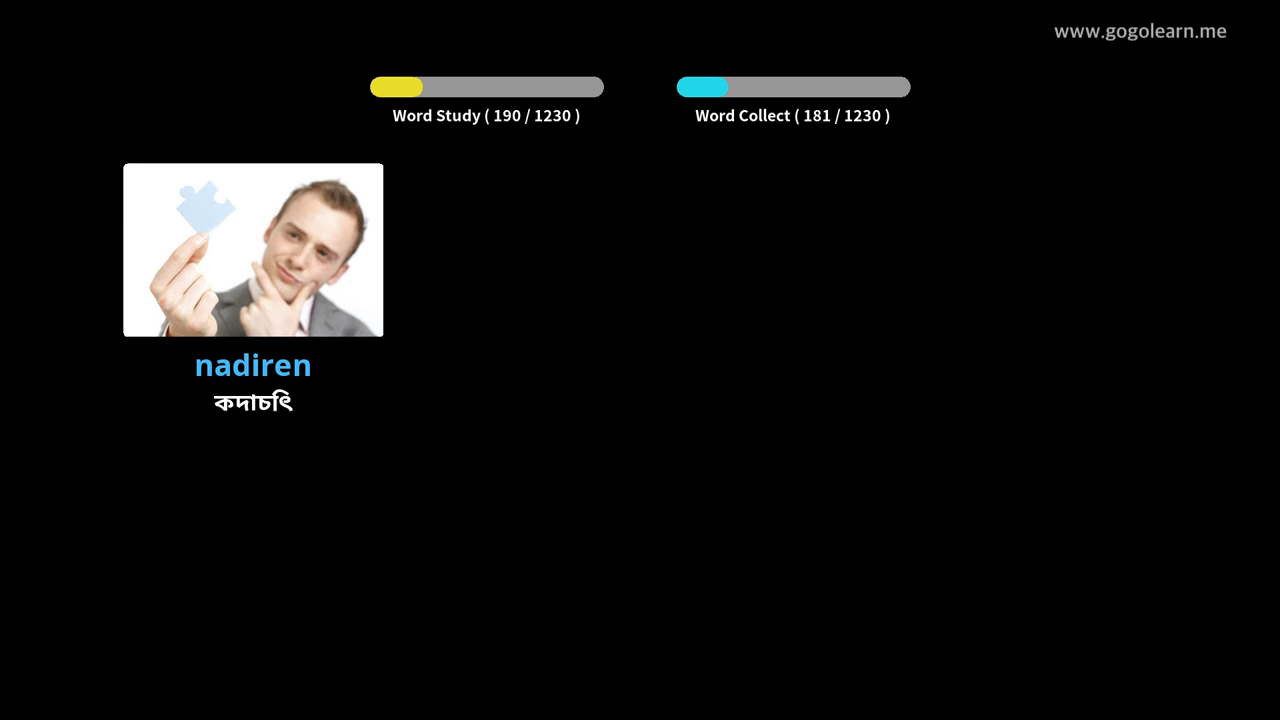 www.gogolearn.me
Word Study ( 190 / 1230 )
Word Collect ( 181 / 1230 )
nadiren
কদাচিৎ